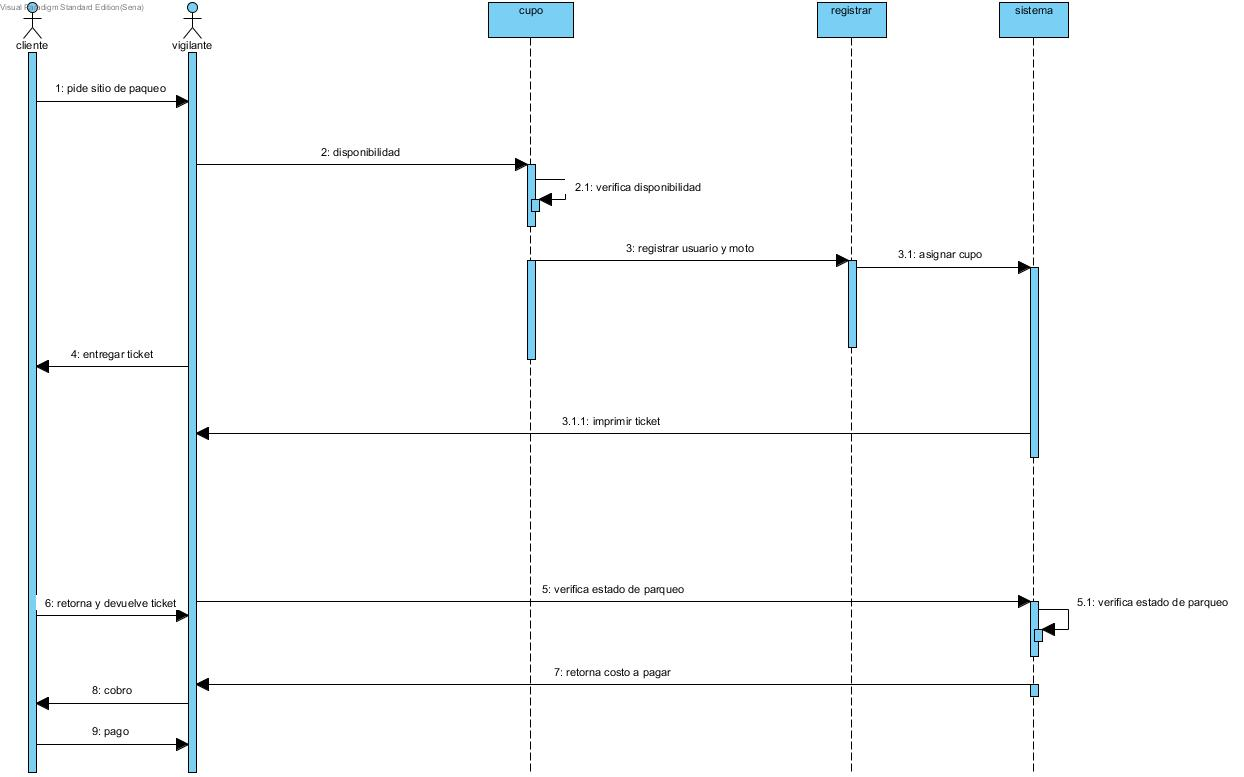 Visual Paradigm Standard Edition(Sena)
cliente
vigilante
cupo
registrar
sistema
1: pide sitio de paqueo
2: disponibilidad
2.1: verifica disponibilidad
3: registrar usuario y moto
3.1: asignar cupo
4: entregar ticket
3.1.1: imprimir ticket
5: verifica estado de parqueo
6: retorna y devuelve ticket
5.1: verifica estado de parqueo
7: retorna costo a pagar
8: cobro
9: pago